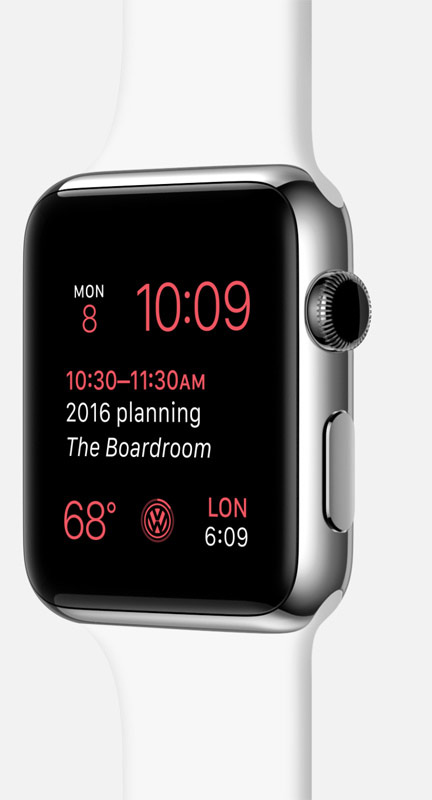 MON
8
10:09
10:30–11:30AM
2016 planning
The Boardroom
68°
LON
6:09